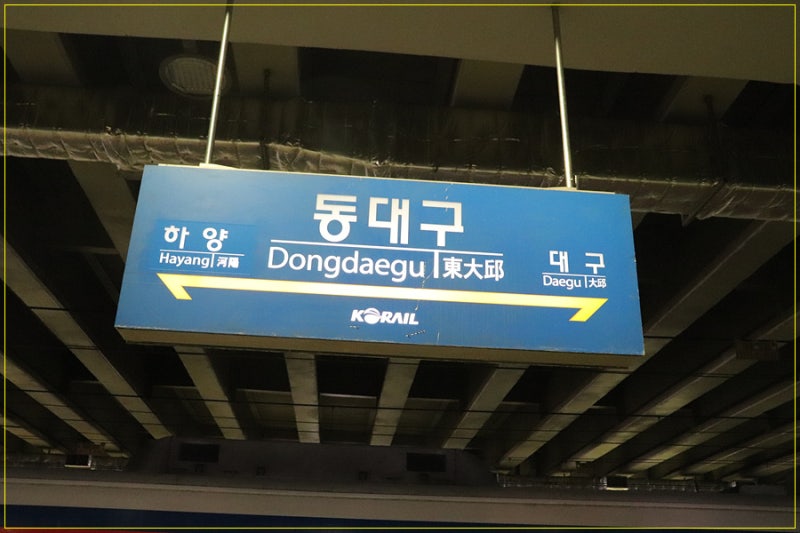 동대구
Dongdaegu 東大邱
하양
Hayang 河陽
대구
Daegu 大邱
KORAIL